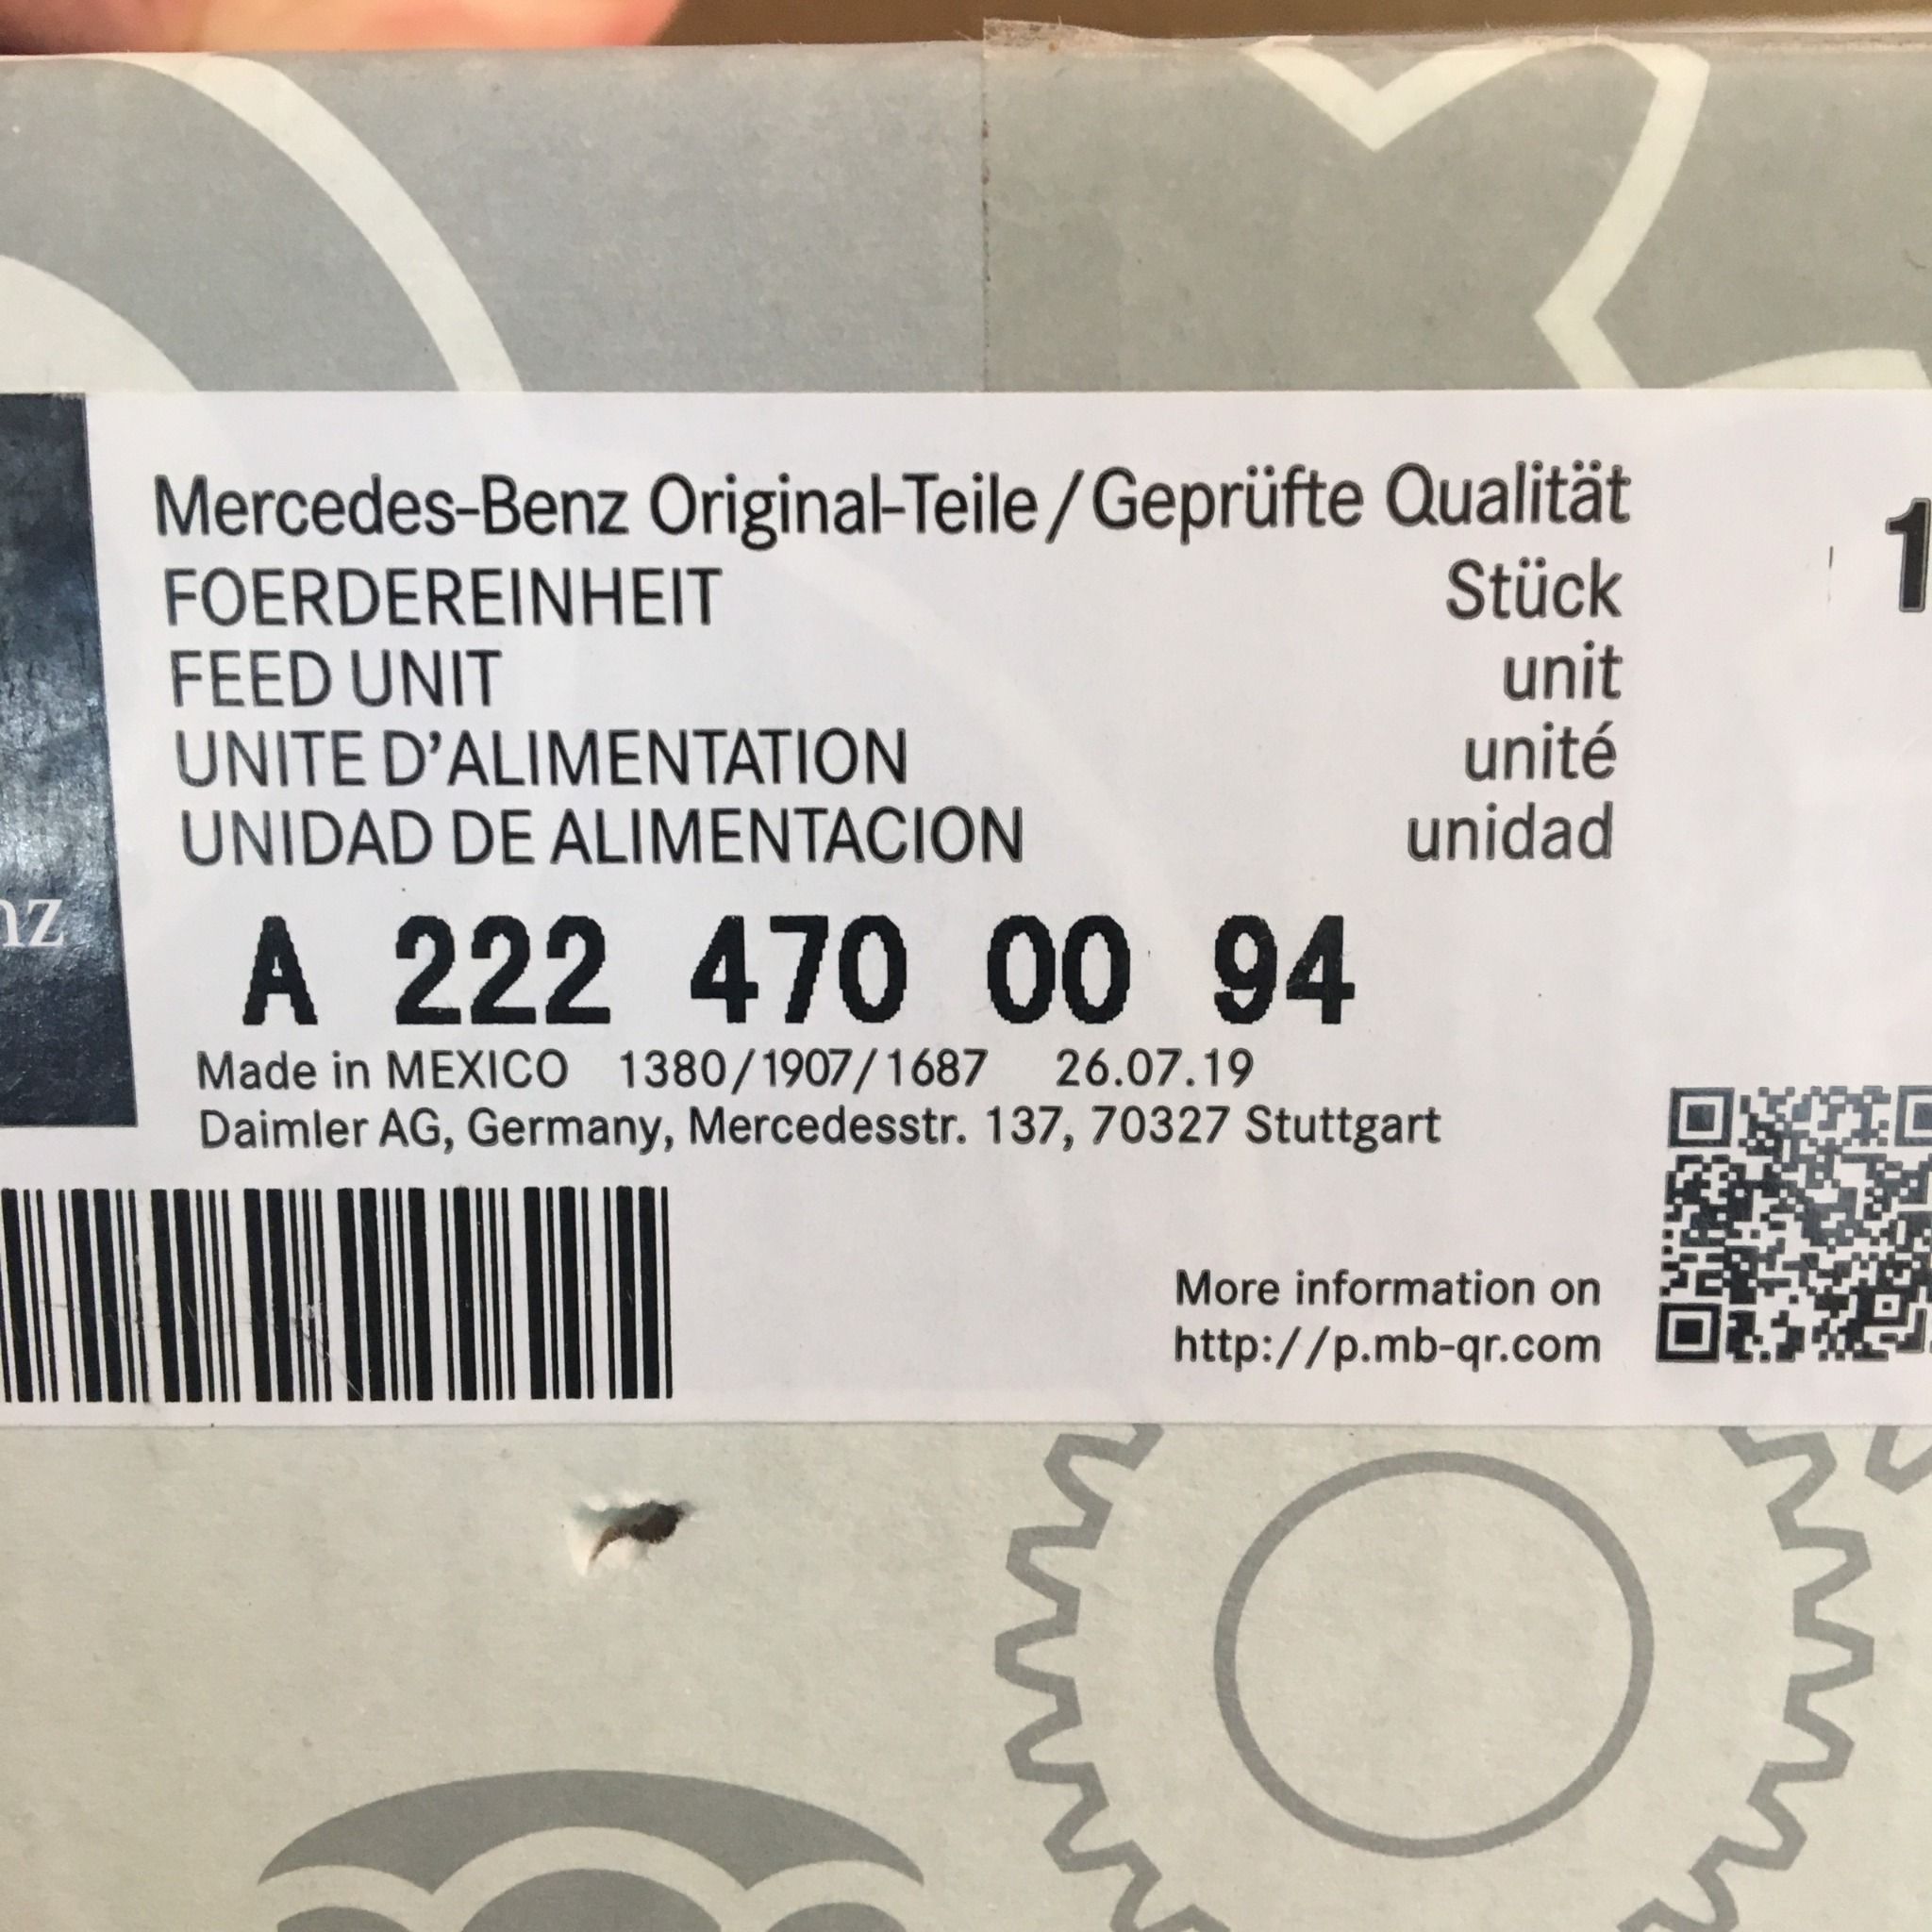 Mercedes-Benz Original-Teile/Geprüfte Qualität
FOERDEREINHEIT Stück 1
FEED UNIT unit
UNITE D'ALIMENTATION unité
UNIDAD DE ALIMENTACION unidad
nz
A 222 470 00 94
Made in MEXICO 1380/1907/1687 26.07.19
Daimler AG, Germany, Mercedesstr. 137, 70327 Stuttgart
More information on
http://p.mb-qr.com